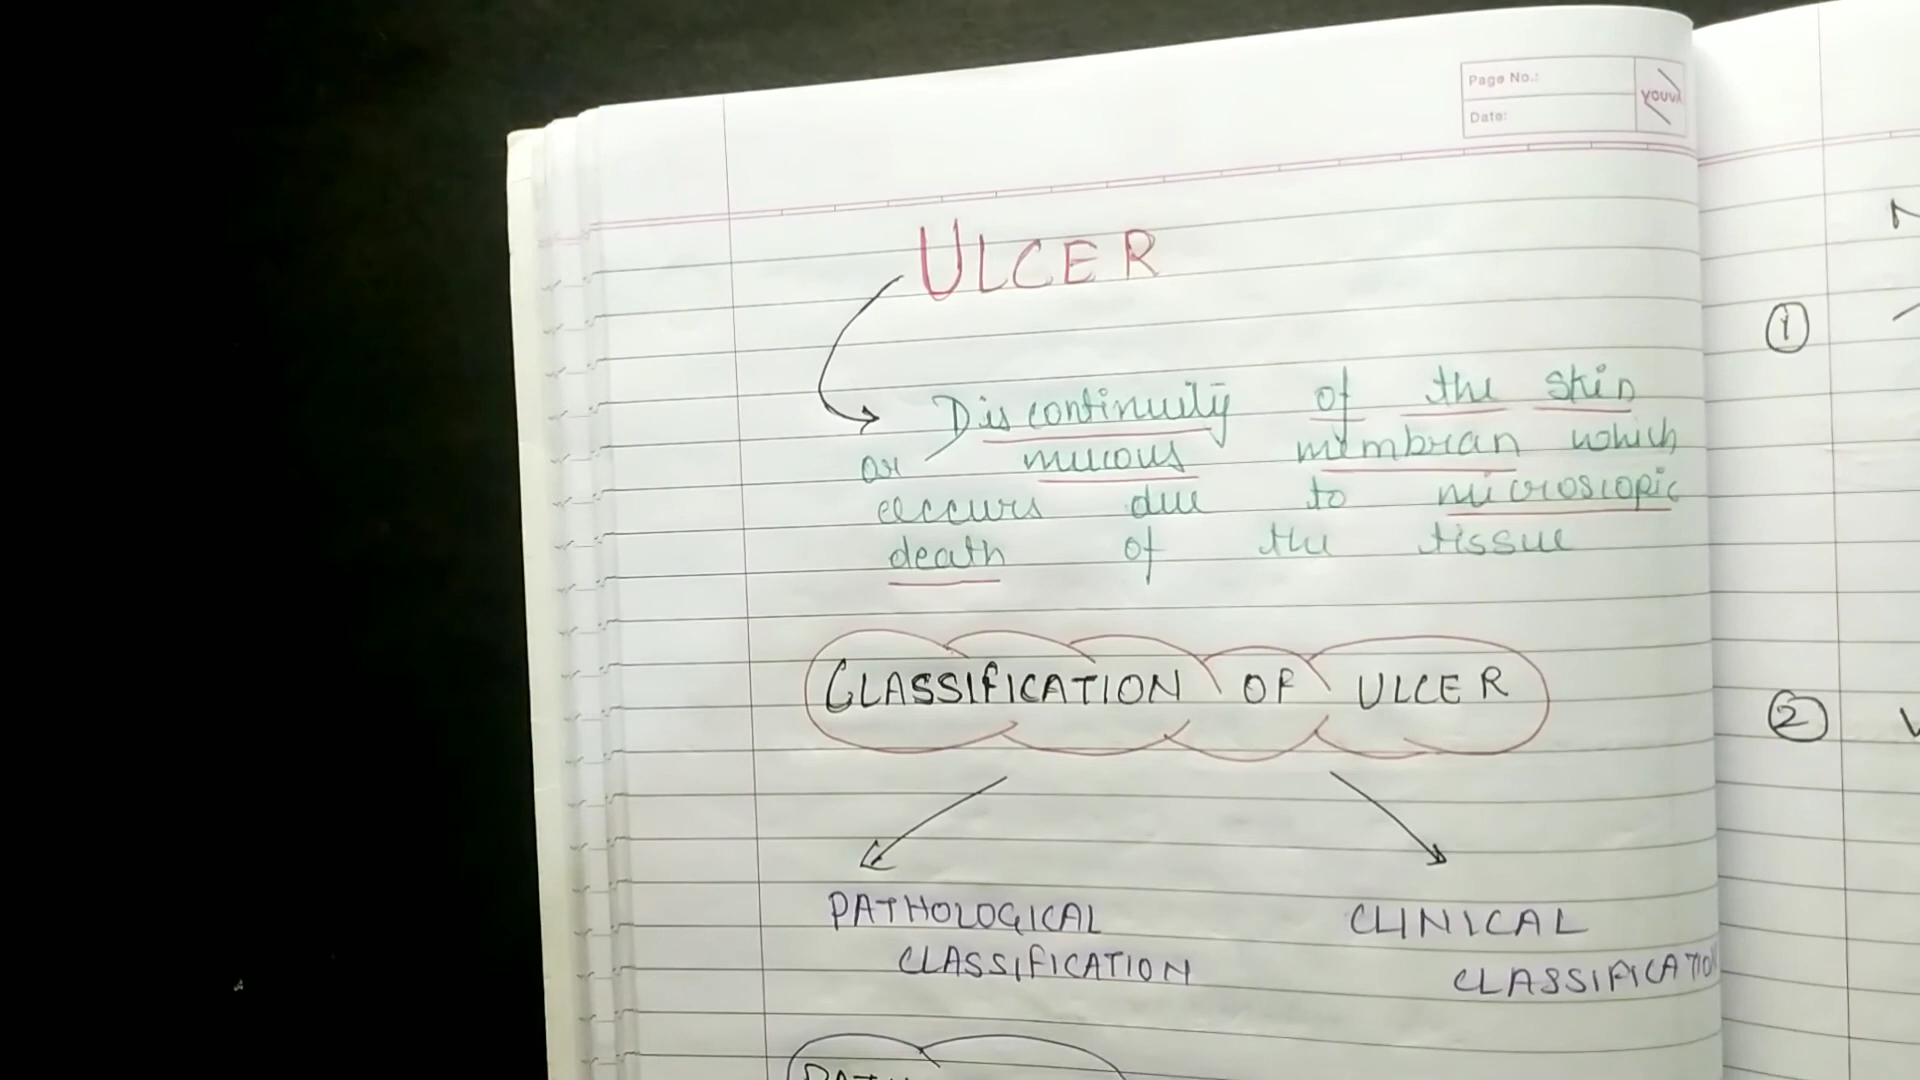 Page No.:
Date:
YOUVA
ULCER
Discontinuity of the skin
or mucous membran which
occurs due to microscopic
death of the tissue
CLASSIFICATION OF ULCER
PATHOLOGICAL
CLASSIFICATION
CLINICAL
CLASSIFICATION
1
2